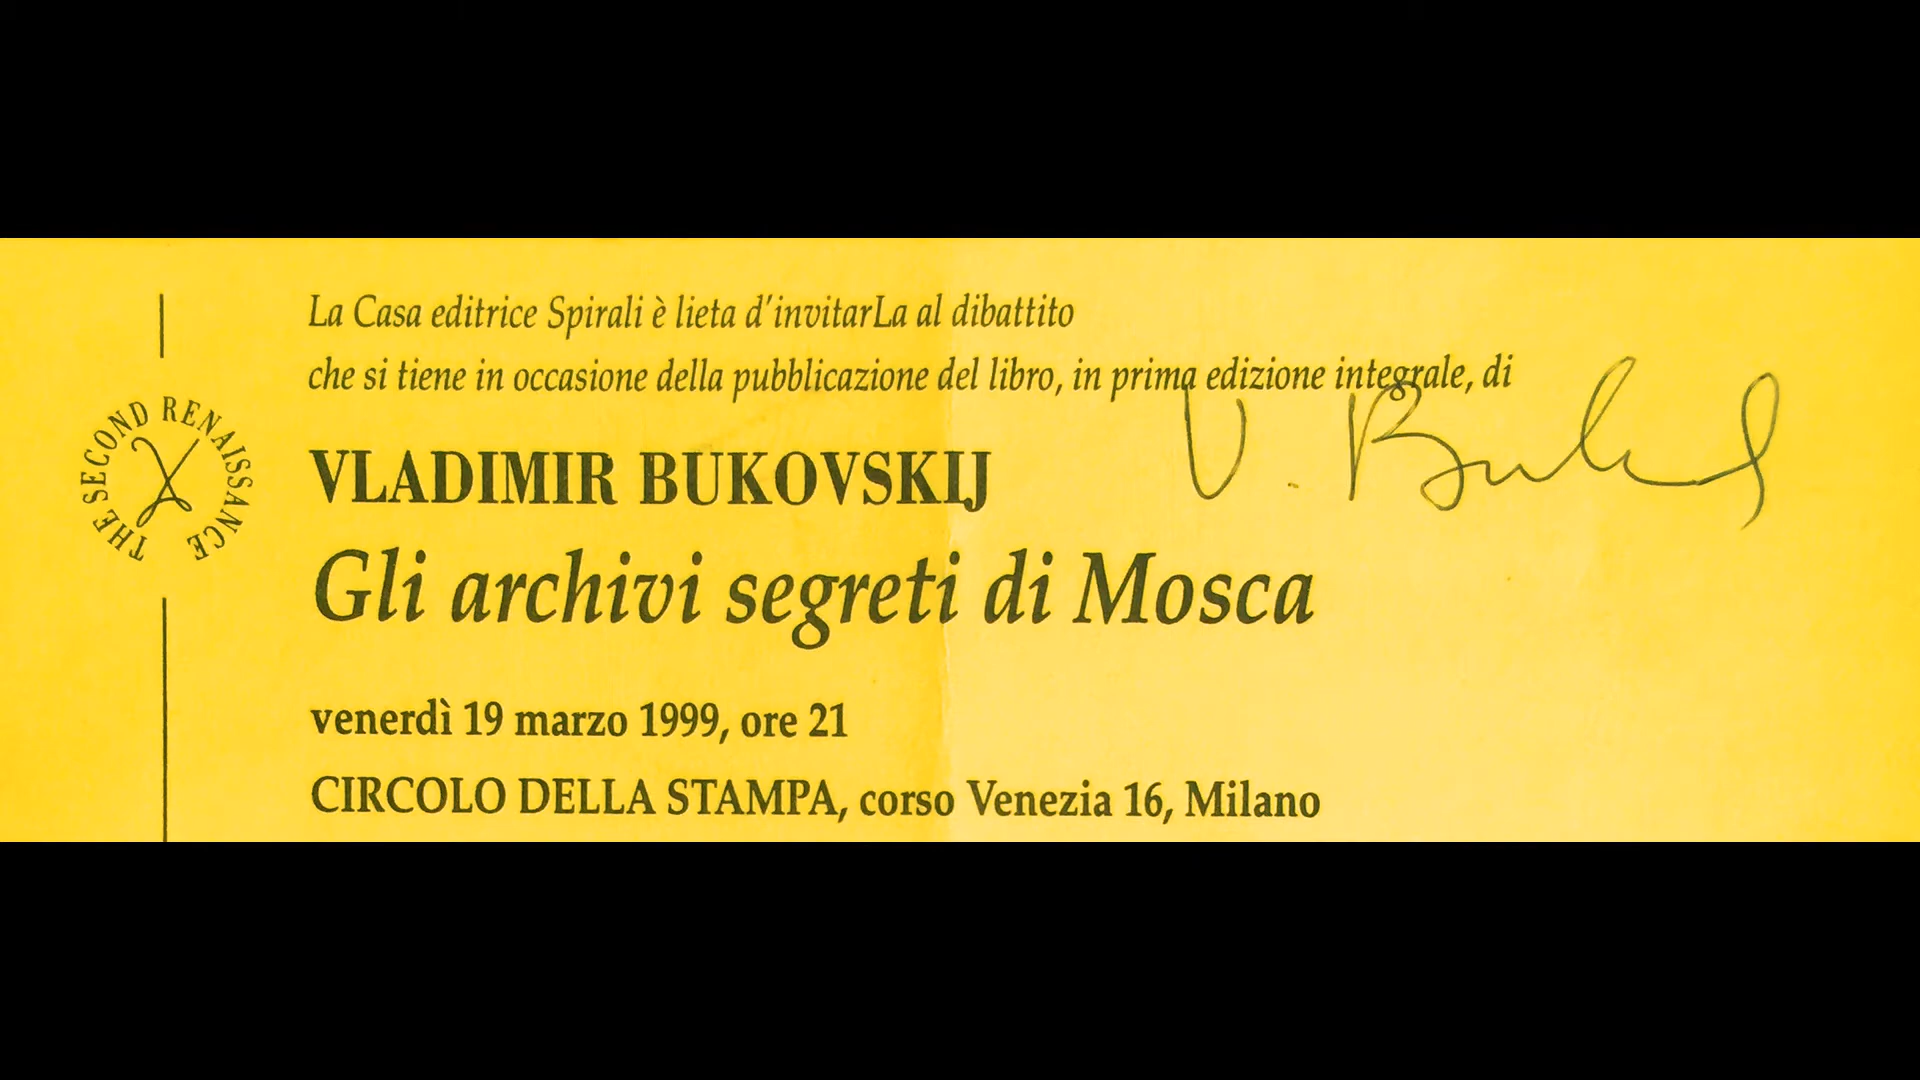 THE SECOND RENAISSANCE
La Casa editrice Spirali è lieta d'invitarLa al dibattito
che si tiene in occasione della pubblicazione del libro, in prima edizione integrale, di
VLADIMIR BUKOVSKIJ
V. Buk
Gli archivi segreti di Mosca
venerdì 19 marzo 1999, ore 21
CIRCOLO DELLA STAMPA, corso Venezia 16, Milano